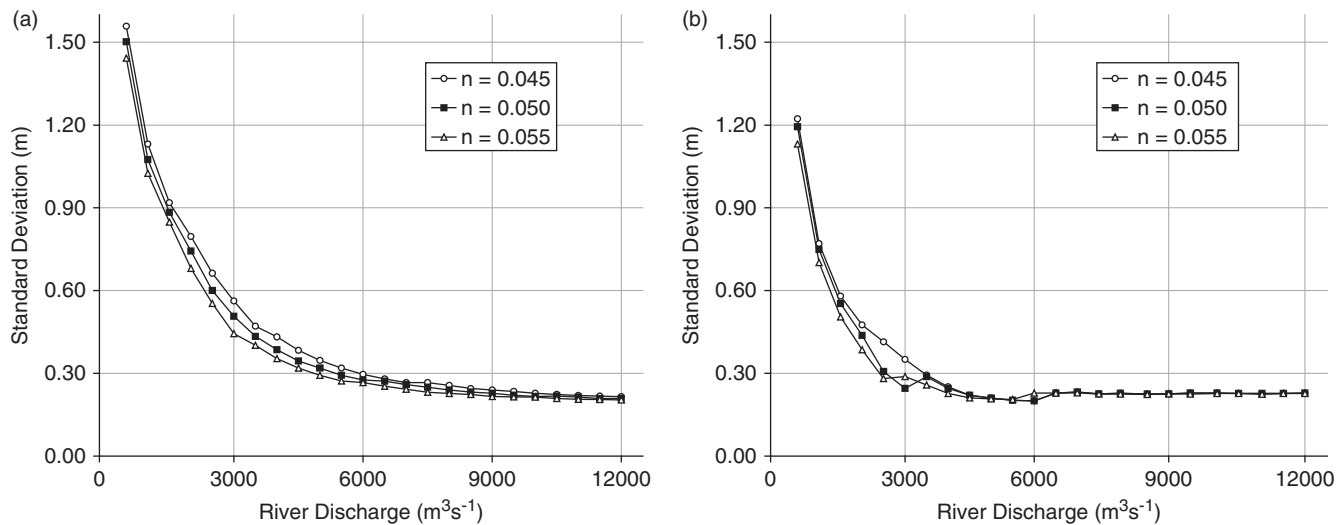 (a)
1.50
1.20
0.90
0.60
0.30
0.00
Standard Deviation (m)
n = 0.045
n = 0.050
n = 0.055
0
3000
6000
9000
12000
River Discharge (m³s⁻¹)
(b)
1.50
1.20
0.90
0.60
0.30
0.00
Standard Deviation (m)
n = 0.045
n = 0.050
n = 0.055
0
3000
6000
9000
12000
River Discharge (m³s⁻¹)